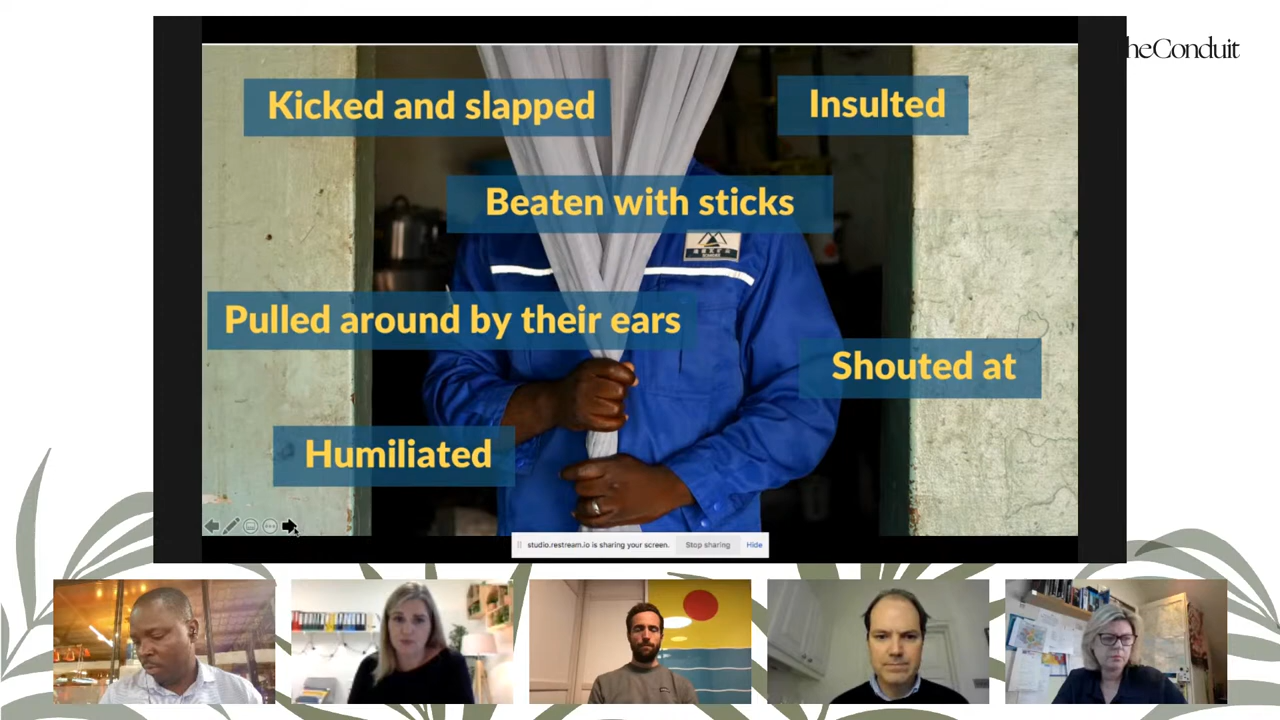 heConduit
Kicked and slapped
Insulted
Beaten with sticks
Pulled around by their ears
Shouted at
Humiliated
studio.restream.io is sharing your screen.
Stop sharing
Hide